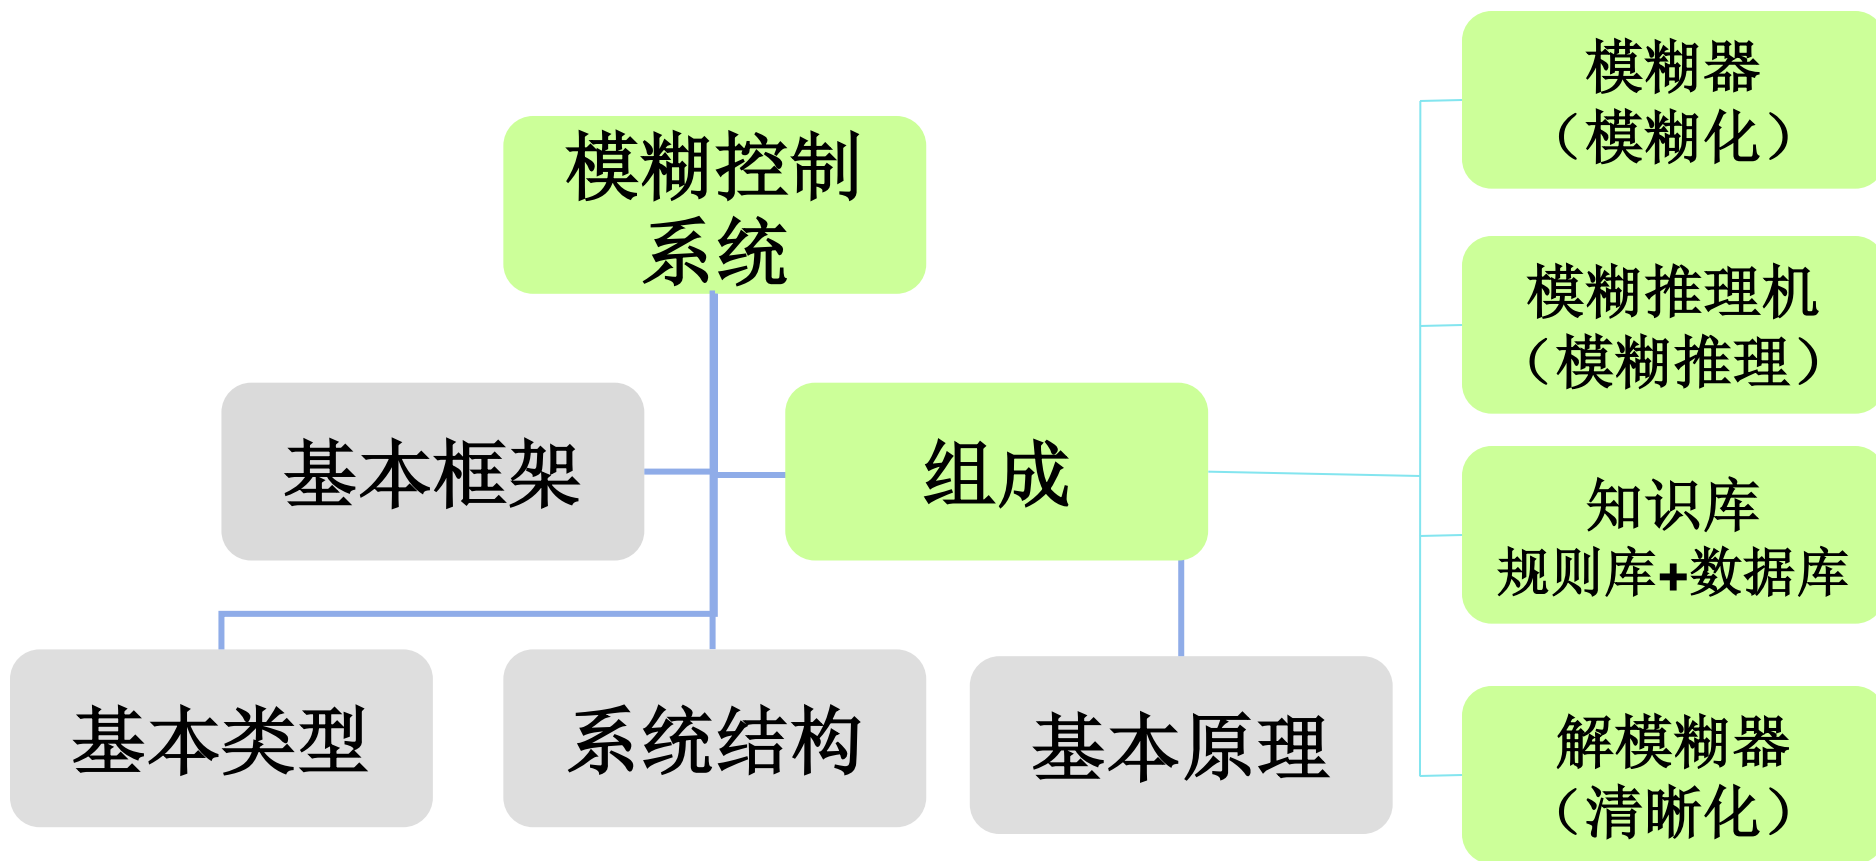 模糊控制
系统
基本框架
组成
基本类型
系统结构
基本原理
模糊器
（模糊化）
模糊推理机
（模糊推理）
知识库
规则库+数据库
解模糊器
（清晰化）